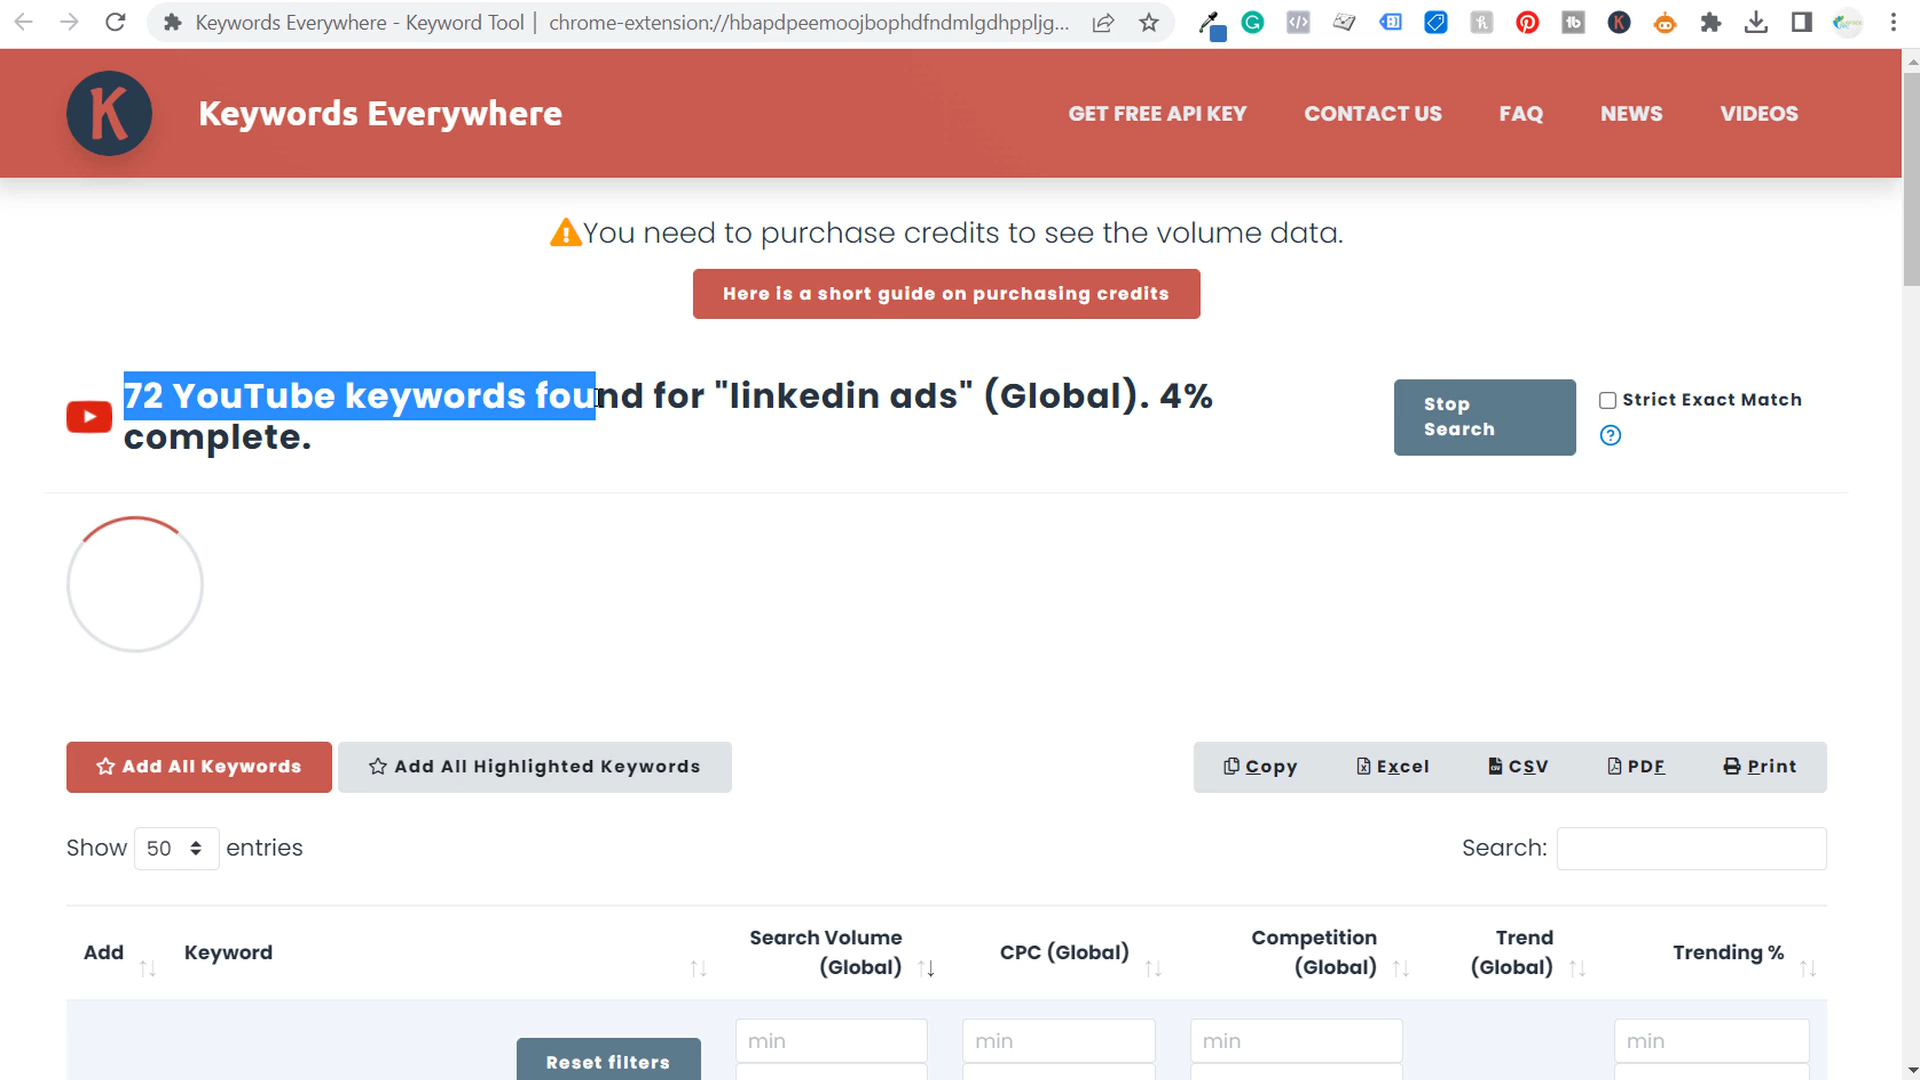 Keywords Everywhere - Keyword Tool | chrome-extension://hbapdpeemoojbophdfndmlgdhppljg...
K
Keywords Everywhere
GET FREE API KEY
CONTACT US
FAQ
NEWS
VIDEOS
You need to purchase credits to see the volume data.
Here is a short guide on purchasing credits
72 YouTube keywords found for "linkedin ads" (Global). 4%
complete.
Stop
Search
Strict Exact Match
?
Add All Keywords
Add All Highlighted Keywords
Copy
Excel
CSV
PDF
Print
Show 50 entries
Search:
Add
Keyword
Search Volume
(Global)
CPC (Global)
Competition
(Global)
Trend
(Global)
Trending %
Reset filters
min
min
min
min